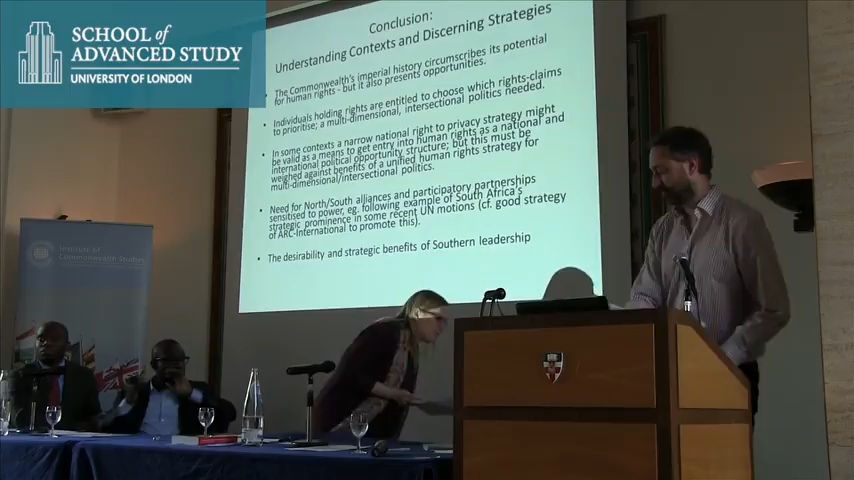 SCHOOL of
ADVANCED STUDY
UNIVERSITY OF LONDON
Conclusion:
Understanding Contexts and Discerning Strategies
• The Commonwealth's imperial history circumscribes its potential
for human rights - but it also presents opportunities.
• Individuals holding rights are entitled to choose which rights-claims
to prioritise; a multi-dimensional, intersectional politics needed.
• In some contexts a narrow national right to privacy strategy might
be valid as a means to get entry into human rights as a national and
international political opportunity structure; but this must be
weighed against benefits of a unified human rights strategy for
multi-dimensional/intersectional politics.
• Need for North/South alliances and participatory partnerships
sensitised to power, eg. following example of South Africa's
strategic prominence in some recent UN motions (cf. good strategy
of ARC-International to promote this).
• The desirability and strategic benefits of Southern leadership
Institute of
Commonwealth Studies